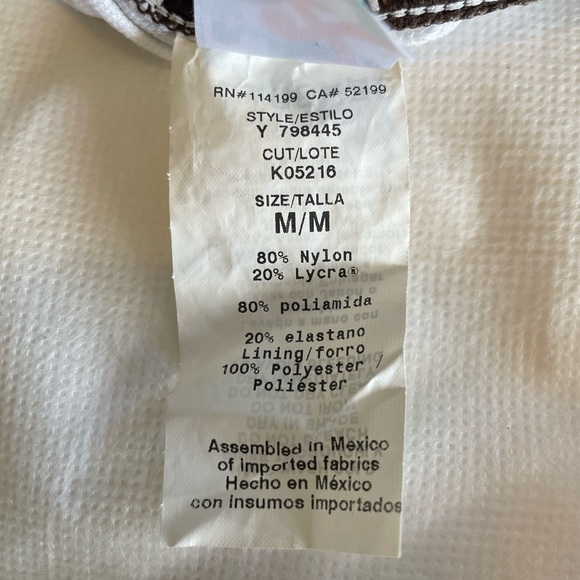 RN#114199 CA# 52199
STYLE/ESTILO
Y 798445
CUT/LOTE
K05216
SIZE/TALLA
M/M
80% Nylon
20% Lycra®
80% poliamida
20% elastano
Lining/forro
100% Polyester /
Poliéster
Assembled in Mexico
of imported fabrics
Hecho en México
con insumos importados